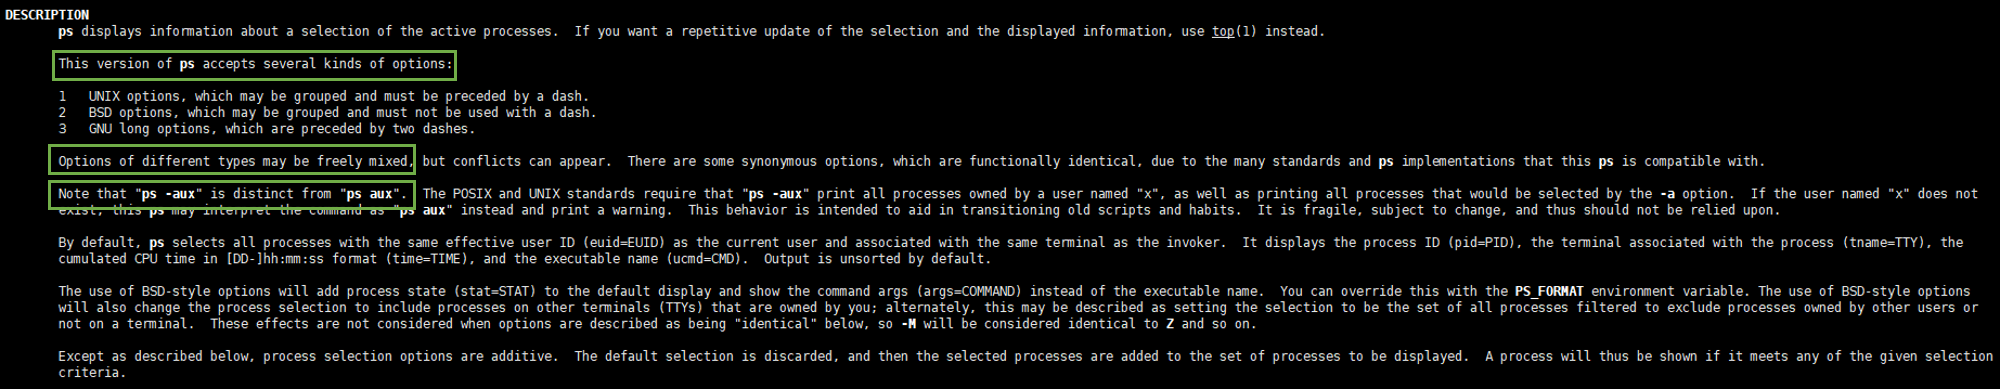 DESCRIPTION
ps displays information about a selection of the active processes.  If you want a repetitive update of the selection and the displayed information, use top(1) instead.
This version of ps accepts several kinds of options:
1   UNIX options, which may be grouped and must be preceded by a dash.
2   BSD options, which may be grouped and must not be used with a dash.
3   GNU long options, which are preceded by two dashes.
Options of different types may be freely mixed, but conflicts can appear.  There are some synonymous options, which are functionally identical, due to the many standards and ps implementations that this ps is compatible with.
Note that "ps -aux" is distinct from "ps aux".  The POSIX and UNIX standards require that "ps -aux" print all processes owned by a user named "x", as well as printing all processes that would be selected by the -a option.  If the user named "x" does not
exist, this ps may interpret the command as "ps aux" instead and print a warning.  This behavior is intended to aid in transitioning old scripts and habits.  It is fragile, subject to change, and thus should not be relied upon.
By default, ps selects all processes with the same effective user ID (euid=EUID) as the current user and associated with the same terminal as the invoker.  It displays the process ID (pid=PID), the terminal associated with the process (tname=TTY), the
cumulated CPU time in [DD-]hh:mm:ss format (time=TIME), and the executable name (ucmd=CMD).  Output is unsorted by default.
The use of BSD-style options will add process state (stat=STAT) to the default display and show the command args (args=COMMAND) instead of the executable name.  You can override this with the PS_FORMAT environment variable. The use of BSD-style options
will also change the process selection to include processes on other terminals (TTYs) that are owned by you; alternately, this may be described as setting the selection to be the set of all processes filtered to exclude processes owned by other users or
not on a terminal.  These effects are not considered when options are described as being "identical" below, so -M will be considered identical to Z and so on.
Except as described below, process selection options are additive.  The default selection is discarded, and then the selected processes are added to the set of processes to be displayed.  A process will thus be shown if it meets any of the given selection
criteria.